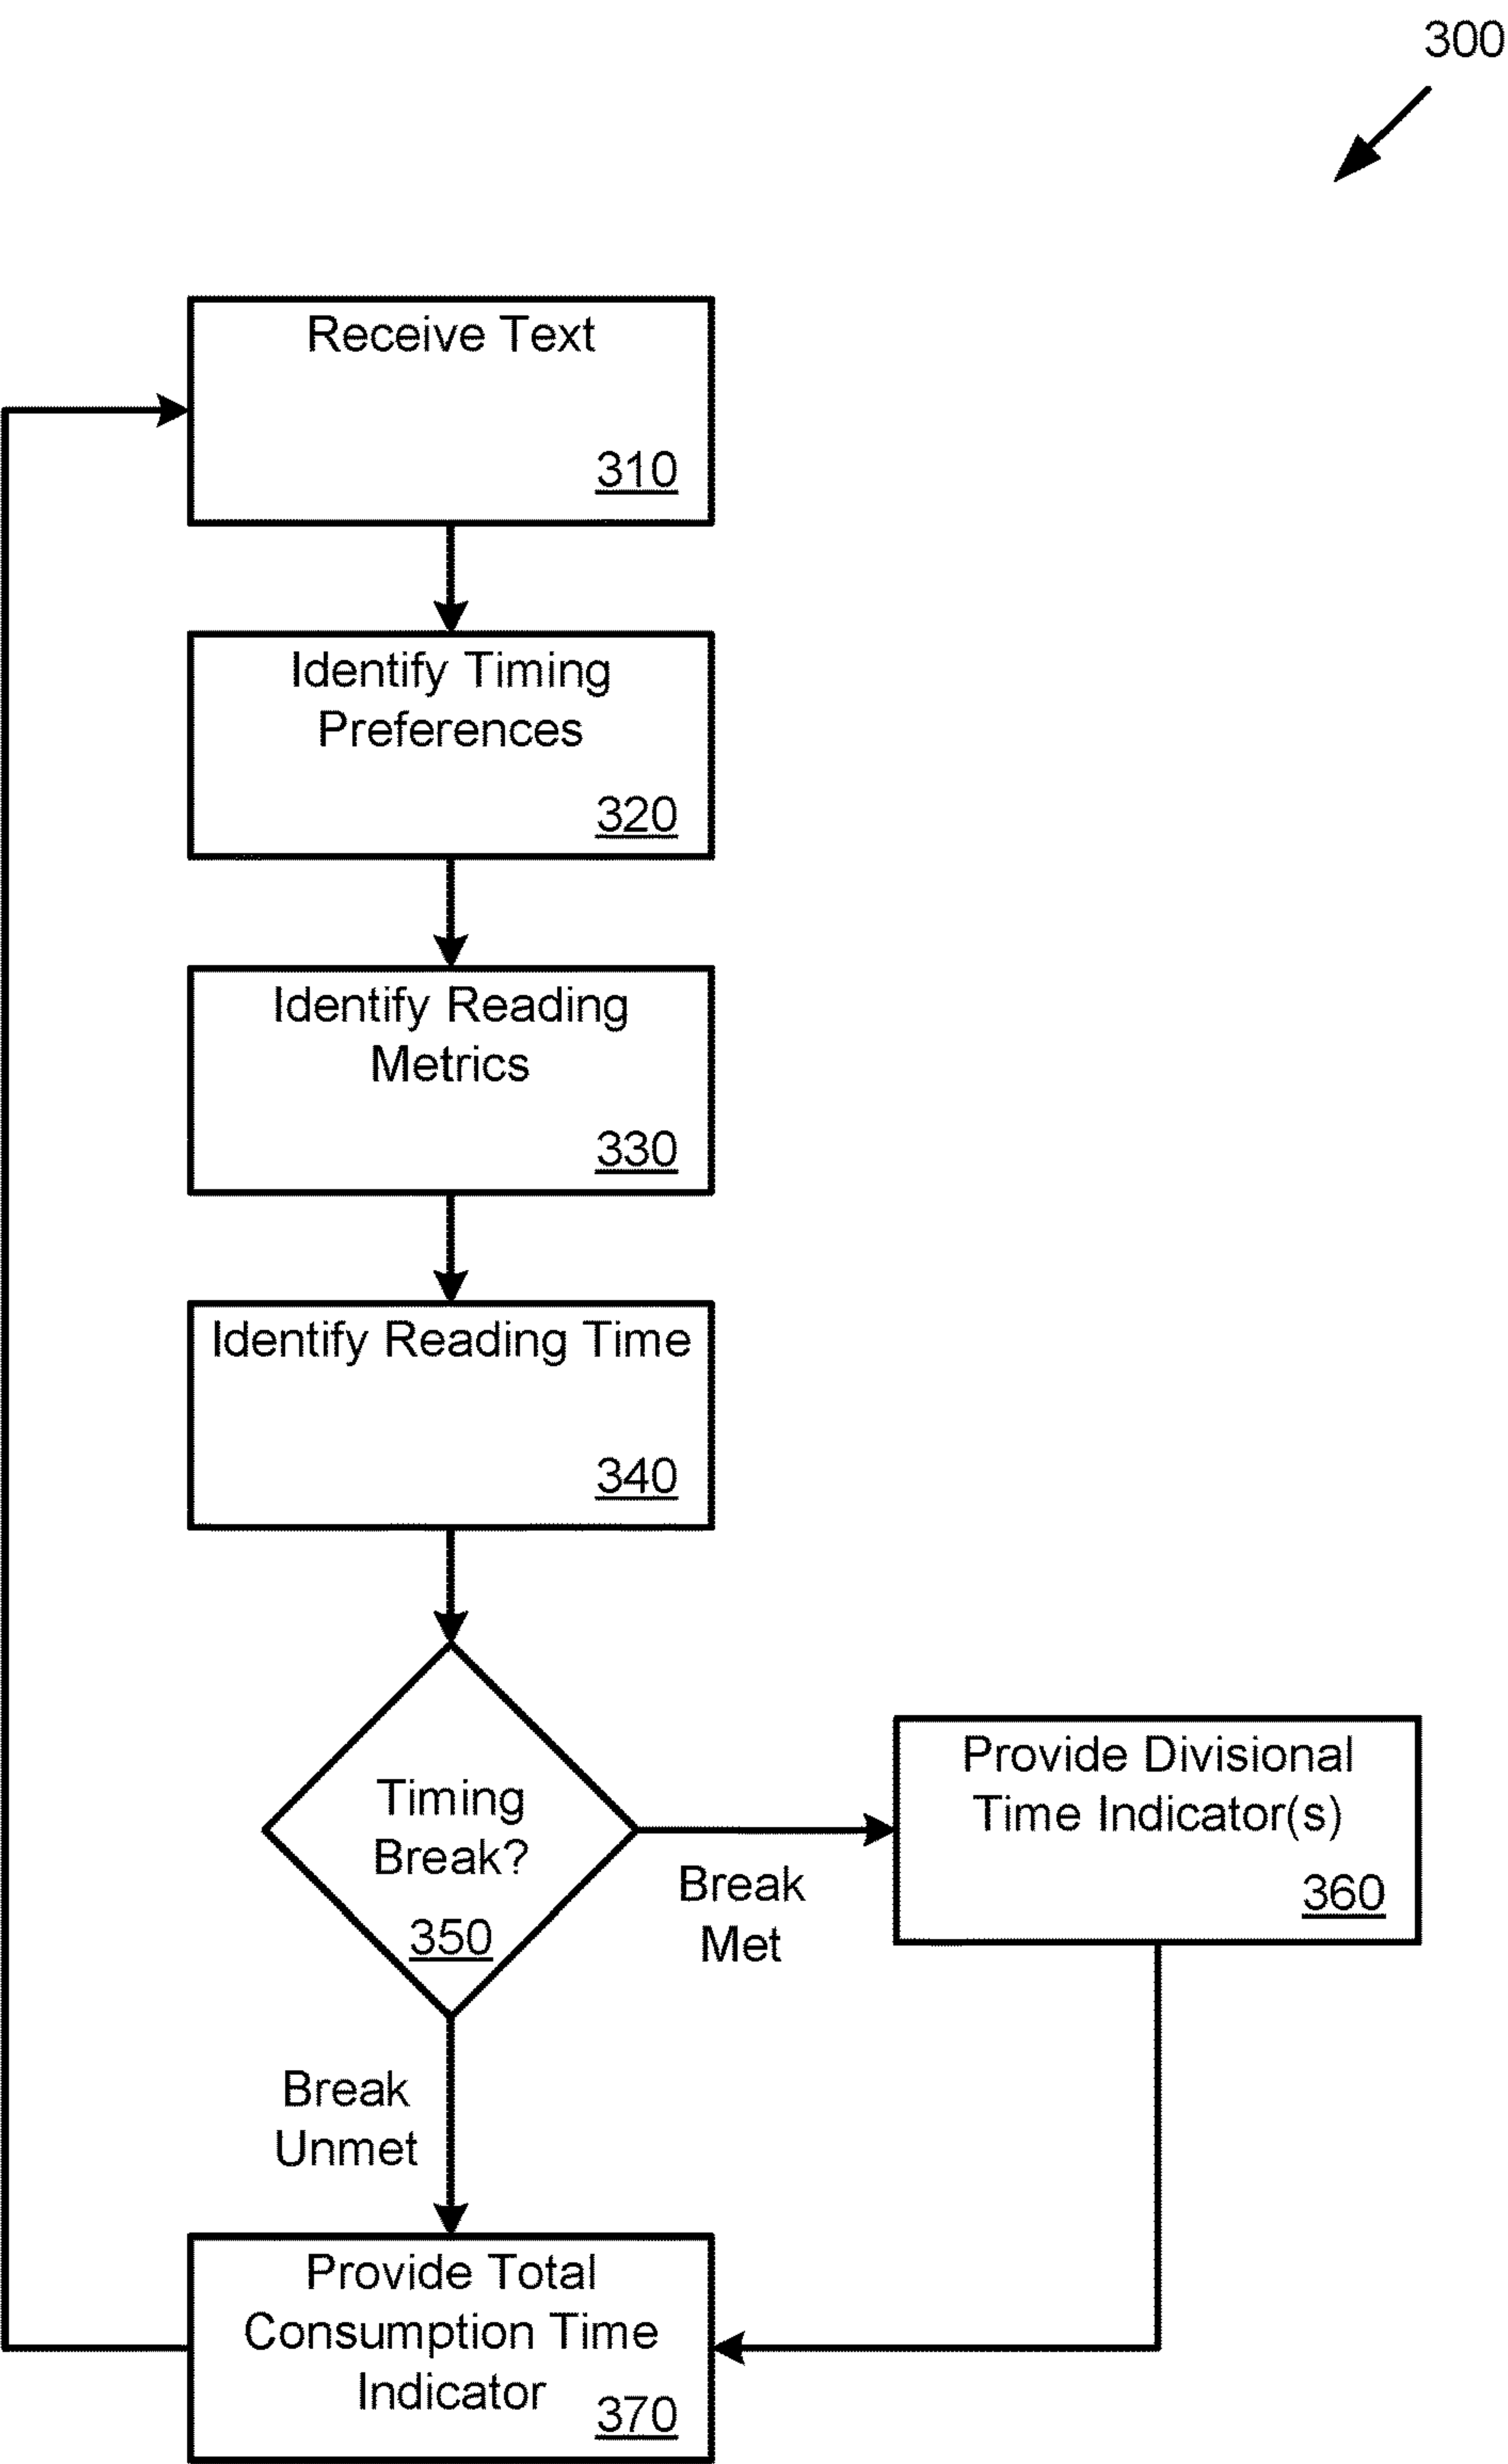 300
Receive Text
310
Identify Timing
Preferences
320
Identify Reading
Metrics
330
Identify Reading Time
340
Timing
Break?
350
Break
Met
Provide Divisional
Time Indicator(s)
360
Break
Unmet
Provide Total
Consumption Time
Indicator
370